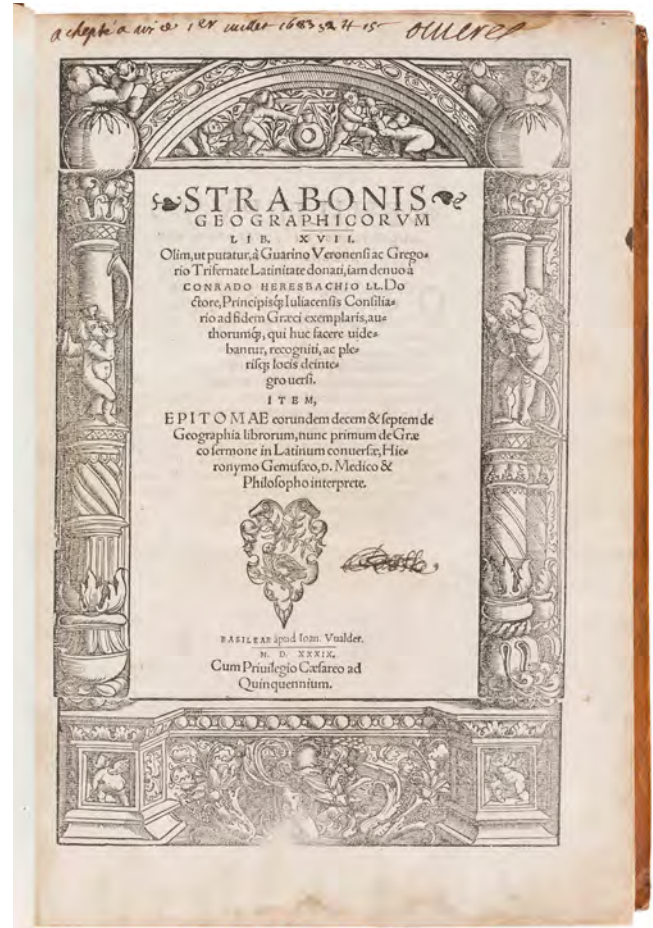 achepté a
juillet 1683
STRABONIS
GEOGRAPHICORVM
LIB. XVII.
Olim, ut putatur, à Guarino Veronensi ac Grego-
rio Trifernate Latinitate donati, iam denuo à
CONRADO HERESBACHIO LL. Do
ctore, Principisq; Iuliacensis Consilia-
rio ad fidem Græci exemplaris, au-
thorumq;, qui huc facere uide-
bantur, recogniti, ac ple-
risq; locis deinte-
gro uersi.
ITEM,
EPITOMAE eorundem decem & septem de
Geographia librorum, nunc primum de Græ
co sermone in Latinum conuersæ, Hie-
ronymo Gemusæo, D. Medico &
Philosopho interprete.
BASILEAE apud Ioan. Vualder.
M. D. XXXIX.
Cum Priuilegio Cæsareo ad
Quinquennium.